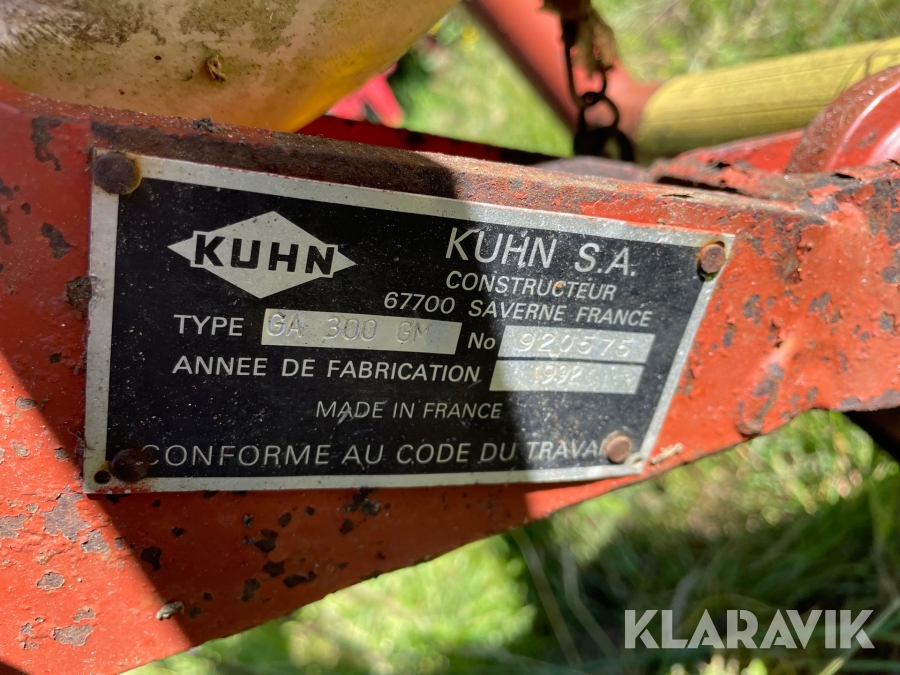 KUHN
KUHN S.A.
CONSTRUCTEUR
67700 SAVERNE FRANCE
TYPE GA 300 GM No 920575
ANNEE DE FABRICATION 1992
MADE IN FRANCE
CONFORME AU CODE DU TRAVAIL
KLARAVIK